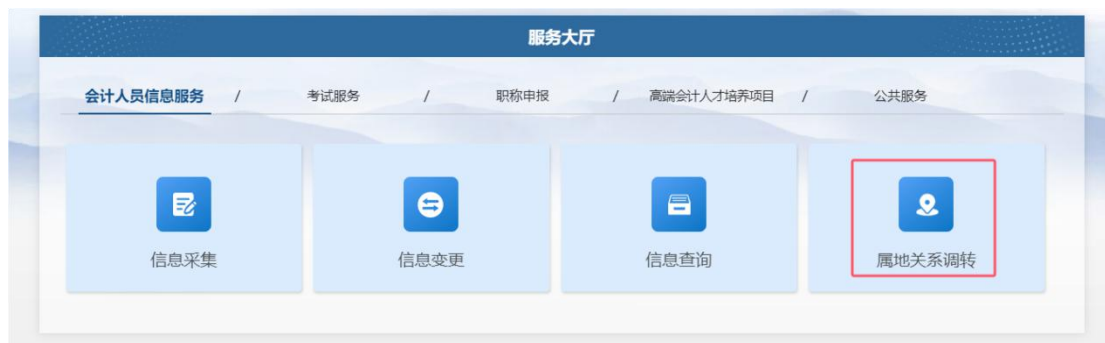 服务大厅
会计人员信息服务 / 考试服务 / 职称申报 / 高端会计人才培养项目 / 公共服务
信息采集 信息变更 信息查询 属地关系调转